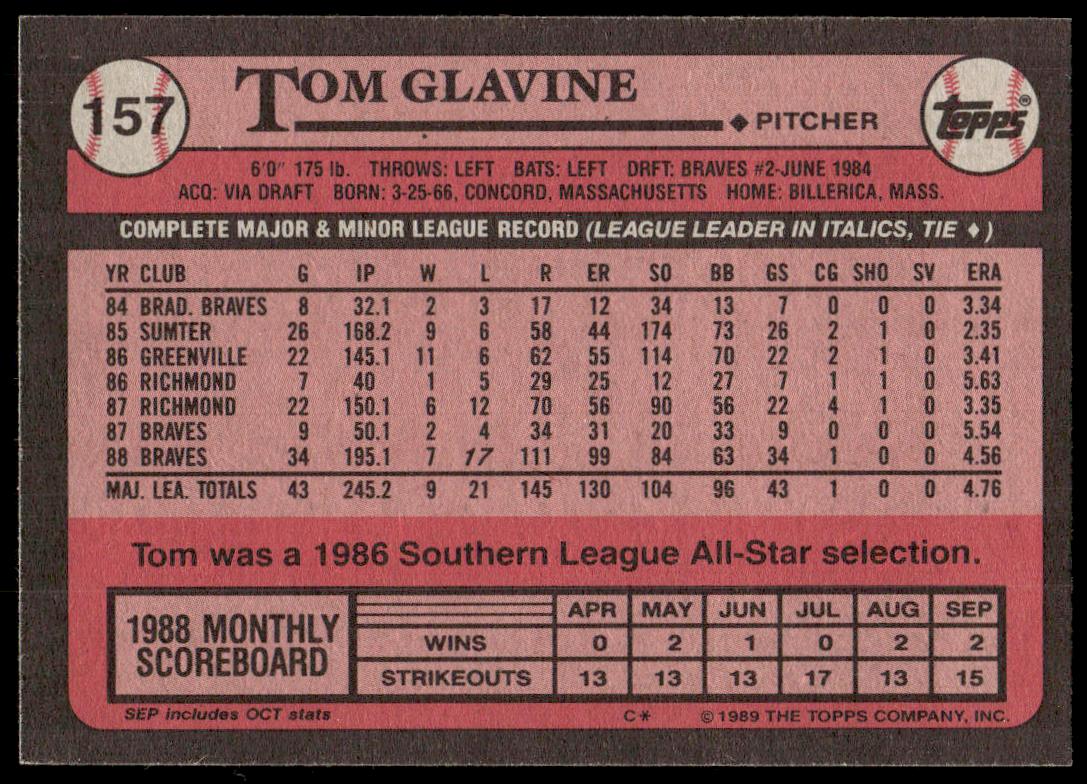 157 TOM GLAVINE
PITCHER
Topps®
6'0" 175 lb. THROWS: LEFT BATS: LEFT DRFT: BRAVES #2-JUNE 1984
ACQ: VIA DRAFT BORN: 3-25-66, CONCORD, MASSACHUSETTS HOME: BILLERICA, MASS.
COMPLETE MAJOR & MINOR LEAGUE RECORD (LEAGUE LEADER IN ITALICS, TIE ♦)
YR CLUB G IP W L R ER SO BB GS CG SHO SV ERA
84 BRAD. BRAVES 8 32.1 2 3 17 12 34 13 7 0 0 0 3.34
85 SUMTER 26 168.2 9 6 58 44 174 73 26 2 1 0 2.35
86 GREENVILLE 22 145.1 11 6 62 55 114 70 22 2 1 0 3.41
86 RICHMOND 7 40 1 5 29 25 12 27 7 1 1 0 5.63
87 RICHMOND 22 150.1 6 12 70 56 90 56 22 4 1 0 3.35
87 BRAVES 9 50.1 2 4 34 31 20 33 9 0 0 0 5.54
88 BRAVES 34 195.1 7 17 111 99 84 63 34 1 0 0 4.56
MAJ. LEA. TOTALS 43 245.2 9 21 145 130 104 96 43 1 0 0 4.76
Tom was a 1986 Southern League All-Star selection.
1988 MONTHLY SCOREBOARD
APR MAY JUN JUL AUG SEP
WINS 0 2 1 0 2 2
STRIKEOUTS 13 13 13 17 13 15
SEP includes OCT stats C* ©1989 THE TOPPS COMPANY, INC.